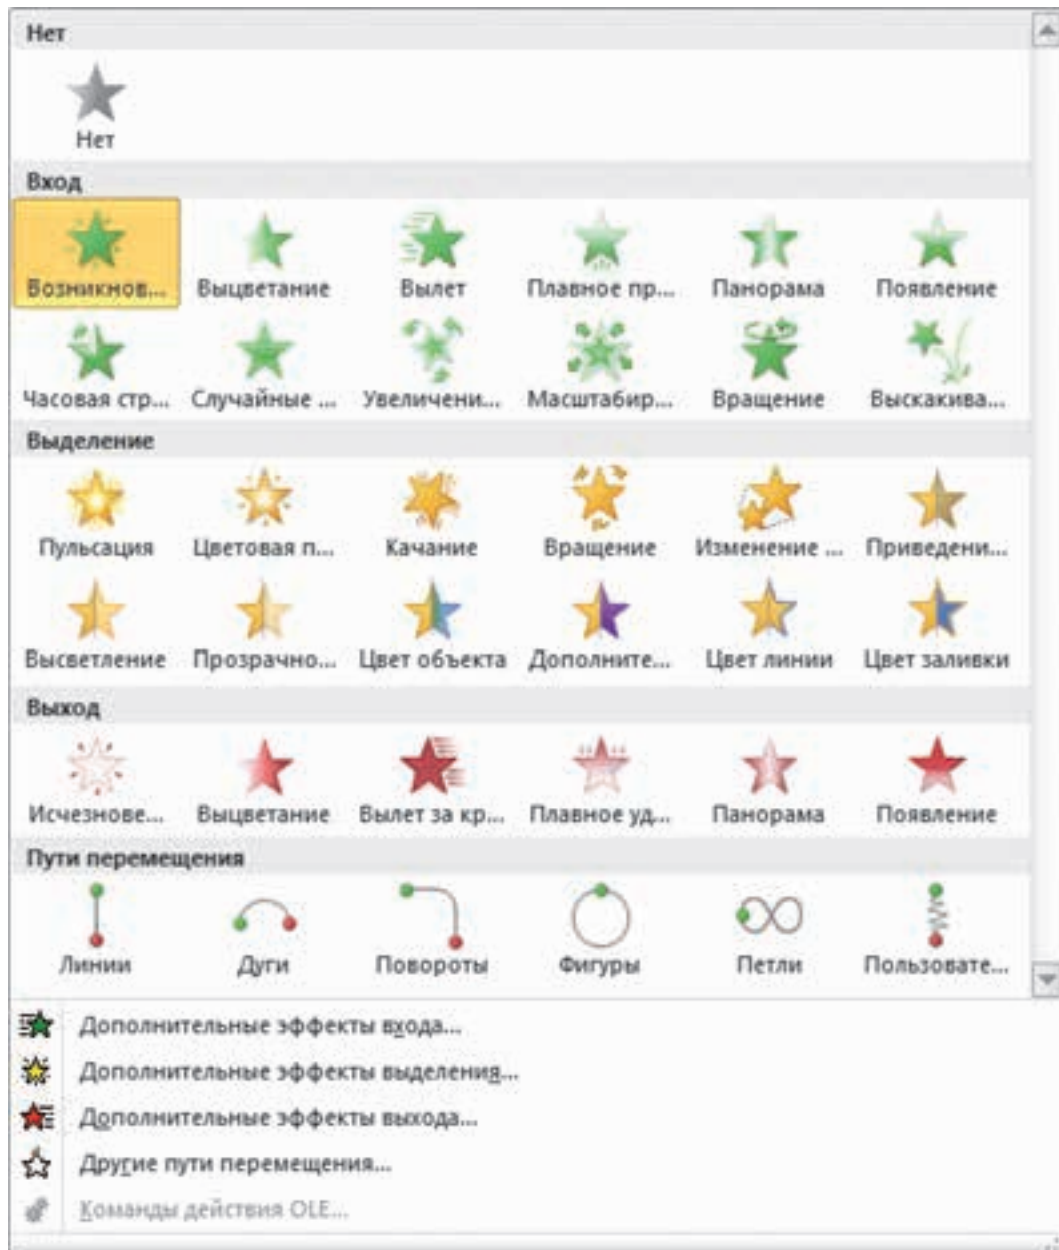 Нет
Нет
Вход
Возникнов... Выцветание Вылет Плавное пр... Панорама Появление
Часовая стр... Случайные ... Увеличени... Масштабир... Вращение Выскакива...
Выделение
Пульсация Цветовая п... Качание Вращение Изменение ... Приведени...
Высветление Прозрачно... Цвет объекта Дополните... Цвет линии Цвет заливки
Выход
Исчезнове... Выцветание Вылет за кр... Плавное уд... Панорама Появление
Пути перемещения
Линии Дуги Повороты Фигуры Петли Пользовате...
Дополнительные эффекты входа...
Дополнительные эффекты выделения...
Дополнительные эффекты выхода...
Другие пути перемещения...
Команды действия OLE...